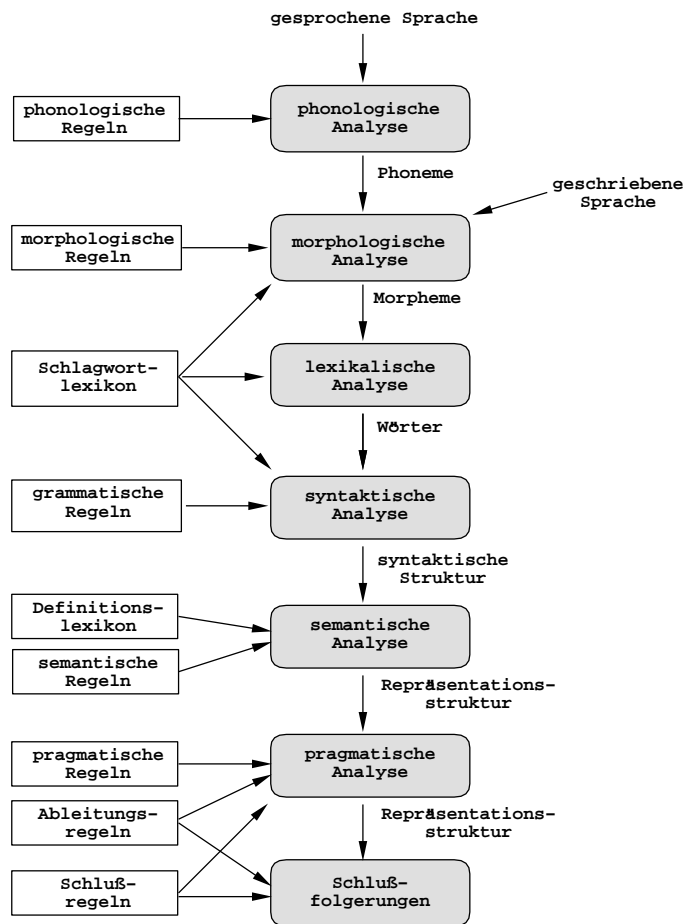 gesprochene Sprache
phonologische
Regeln
phonologische
Analyse
Phoneme
geschriebene
Sprache
morphologische
Regeln
morphologische
Analyse
Morpheme
Schlagwort-
lexikon
lexikalische
Analyse
Wörter
grammatische
Regeln
syntaktische
Analyse
syntaktische
Struktur
Definitions-
lexikon
semantische
Regeln
semantische
Analyse
Repräsentations-
struktur
pragmatische
Regeln
pragmatische
Analyse
Ableitungs-
regeln
Repräsentations-
struktur
Schluß-
regeln
Schluß-
folgerungen